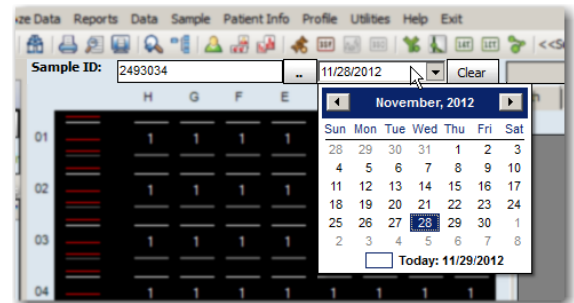 ze Data Reports Data Sample Patient Info Profile Utilities Help Exit
Sample ID: 2493034 .. 11/28/2012 Clear
H G F E
November, 2012
Sun Mon Tue Wed Thu Fri Sat
28 29 30 31 1 2 3
4 5 6 7 8 9 10
11 12 13 14 15 16 17
18 19 20 21 22 23 24
25 26 27 28 29 30 1
2 3 4 5 6 7 8
Today: 11/29/2012
01 1 1 1 1
02 1 1 1 1
03 1 1 1 1
04 1 1 1 1 1 1 1 1